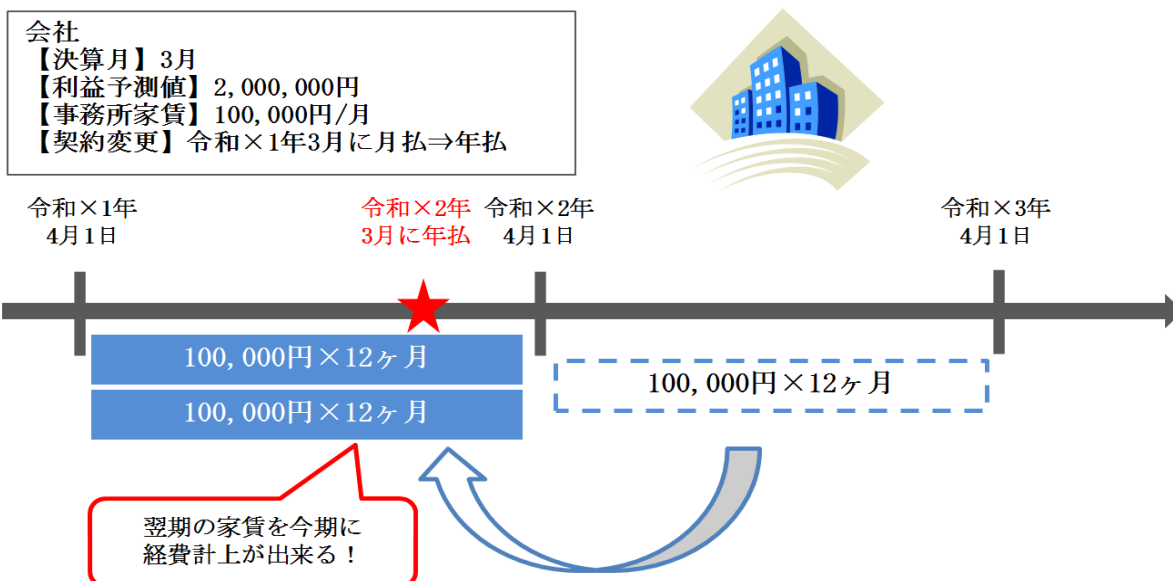 会社
【決算月】3月
【利益予測値】2,000,000円
【事務所家賃】100,000円/月
【契約変更】令和×1年3月に月払⇒年払
令和×1年
4月1日
令和×2年
3月に年払
令和×2年
4月1日
令和×3年
4月1日
100,000円×12ヶ月
100,000円×12ヶ月
100,000円×12ヶ月
翌期の家賃を今期に
経費計上が出来る！